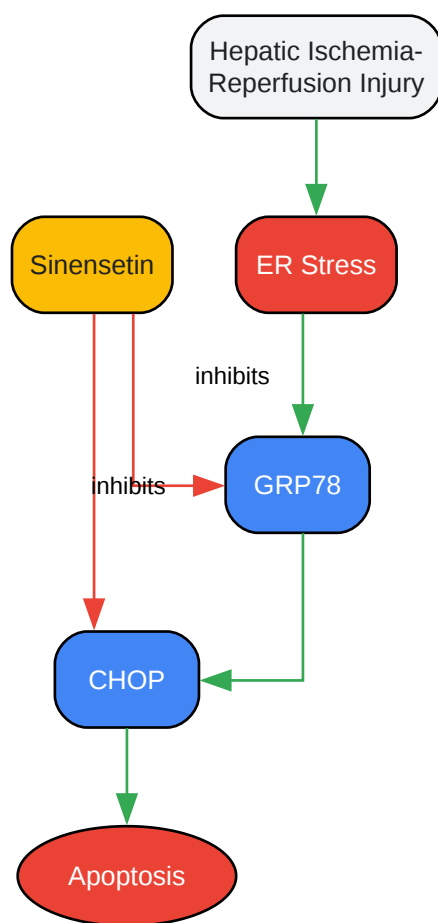 Hepatic Ischemia-
Reperfusion Injury
Sinensetin
ER Stress
inhibits
inhibits
GRP78
CHOP
Apoptosis